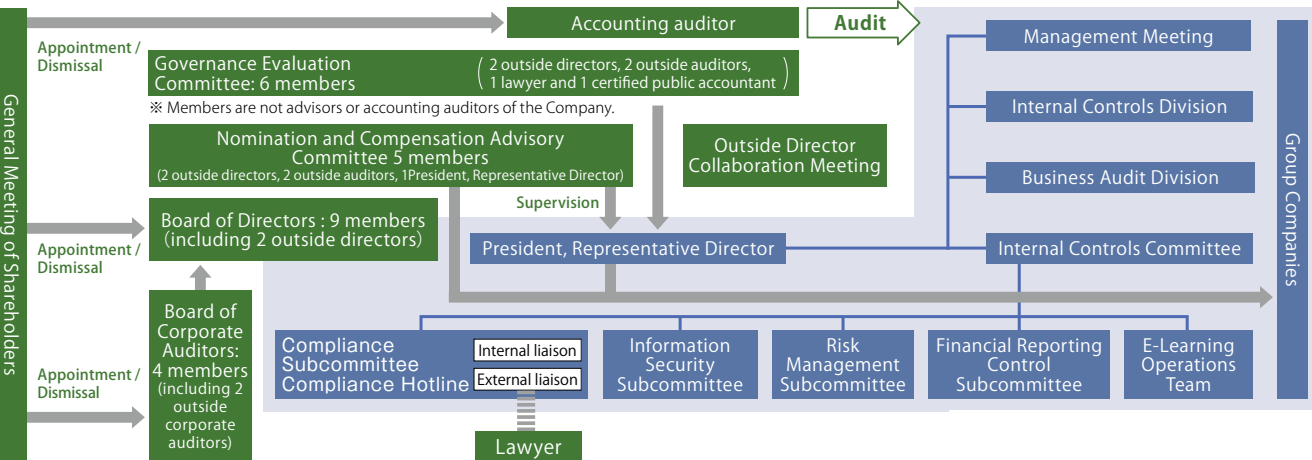 General Meeting of Shareholders
Appointment /
Dismissal
Accounting auditor
Audit
Governance Evaluation
Committee: 6 members
(2 outside directors, 2 outside auditors,
1 lawyer and 1 certified public accountant)
※ Members are not advisors or accounting auditors of the Company.
Nomination and Compensation Advisory
Committee 5 members
(2 outside directors, 2 outside auditors, 1President, Representative Director)
Outside Director
Collaboration Meeting
Supervision
Board of Directors : 9 members
(including 2 outside directors)
Appointment /
Dismissal
President, Representative Director
Management Meeting
Internal Controls Division
Business Audit Division
Internal Controls Committee
Group Companies
Board of
Corporate
Auditors:
4 members
(including 2
outside
corporate
auditors)
Appointment /
Dismissal
Compliance
Subcommittee
Compliance Hotline
Internal liaison
External liaison
Lawyer
Information
Security
Subcommittee
Risk
Management
Subcommittee
Financial Reporting
Control
Subcommittee
E-Learning
Operations
Team